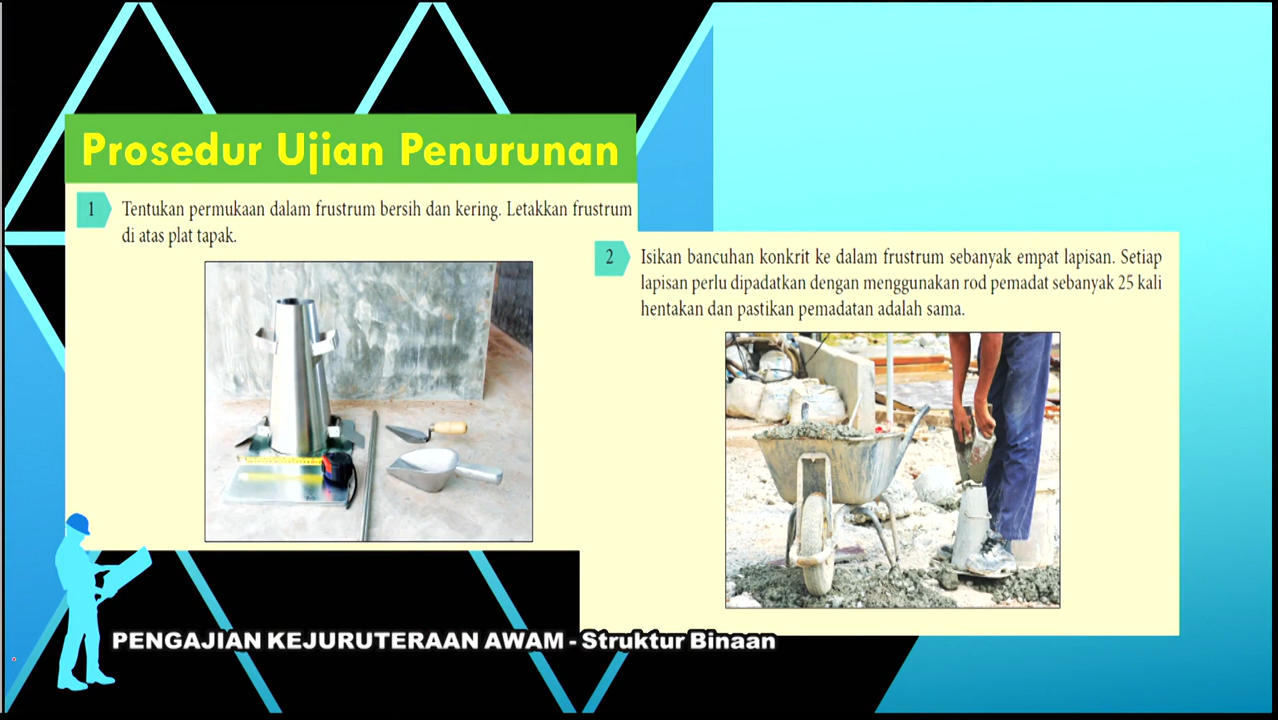 Prosedur Ujian Penurunan
1
Tentukan permukaan dalam frustrum bersih dan kering. Letakkan frustrum
di atas plat tapak.
2
Isikan bancuhan konkrit ke dalam frustrum sebanyak empat lapisan. Setiap
lapisan perlu dipadatkan dengan menggunakan rod pemadat sebanyak 25 kali
hentakan dan pastikan pemadatan adalah sama.
PENGAJIAN KEJURUTERAAN AWAM - Struktur Binaan